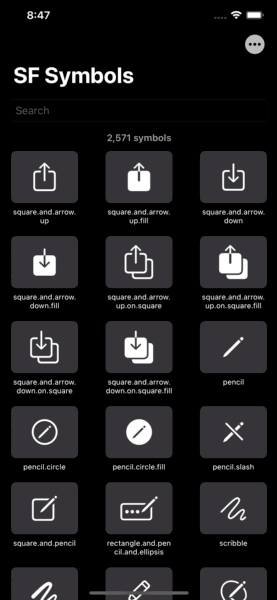 8:47
SF Symbols
Search
2,571 symbols
square.and.arrow.
up
square.and.arrow.
up.fill
square.and.arrow.
down
square.and.arrow.
down.fill
square.and.arrow.
up.on.square
square.and.arrow.
up.on.square.fill
square.and.arrow.
down.on.square
square.and.arrow.
down.on.square.fill
pencil
pencil.circle
pencil.circle.fill
pencil.slash
square.and.pencil
rectangle.and.pen
cil.and.ellipsis
scribble